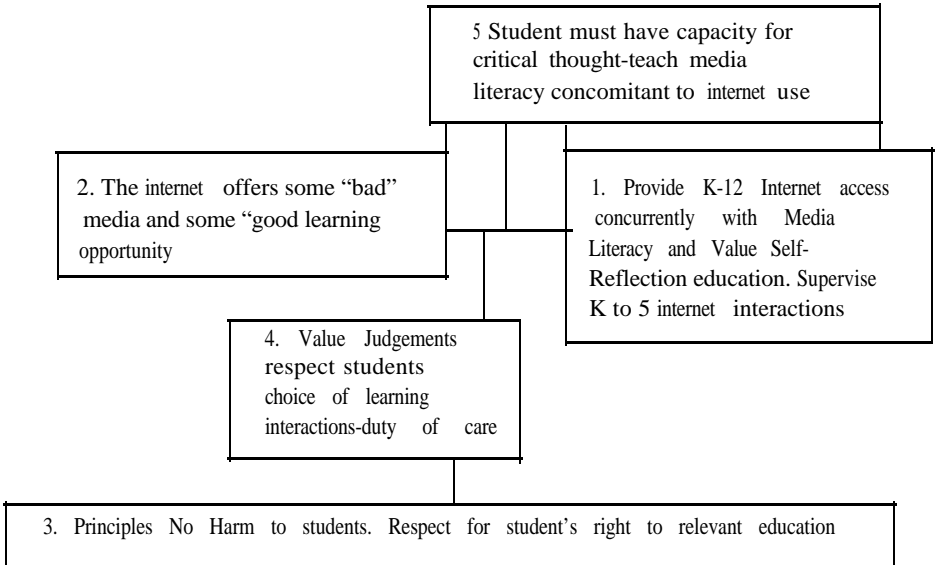 5 Student must have capacity for
critical thought-teach media
literacy concomitant to internet use
2. The internet offers some “bad”
media and some “good learning
opportunity
1. Provide K-12 Internet access
concurrently with Media
Literacy and Value Self-
Reflection education. Supervise
K to 5 internet interactions
4. Value Judgements
respect students
choice of learning
interactions-duty of care
3. Principles No Harm to students. Respect for student’s right to relevant education